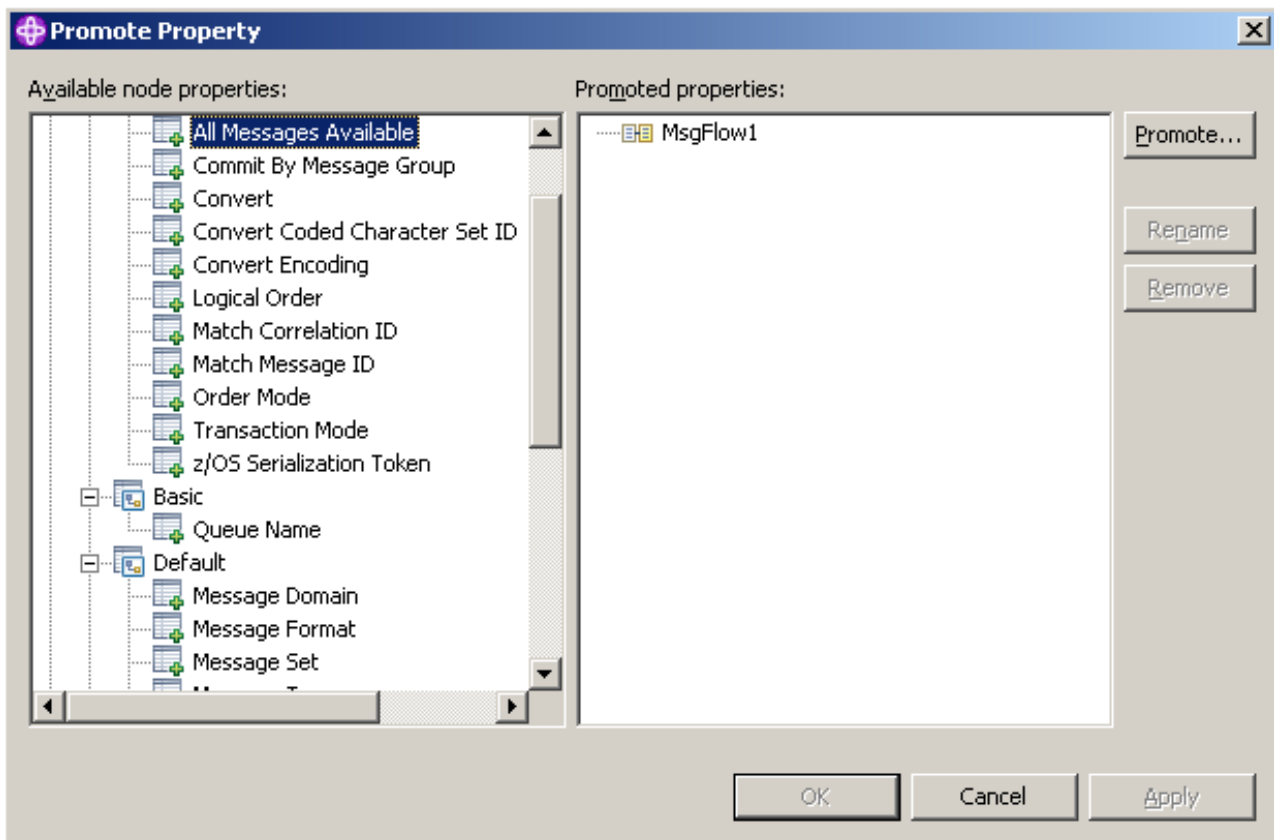 Promote Property
Available node properties:
All Messages Available
Commit By Message Group
Convert
Convert Coded Character Set ID
Convert Encoding
Logical Order
Match Correlation ID
Match Message ID
Order Mode
Transaction Mode
z/OS Serialization Token
Basic
Queue Name
Default
Message Domain
Message Format
Message Set
Promoted properties:
MsgFlow1
Promote...
Rename
Remove
OK
Cancel
Apply